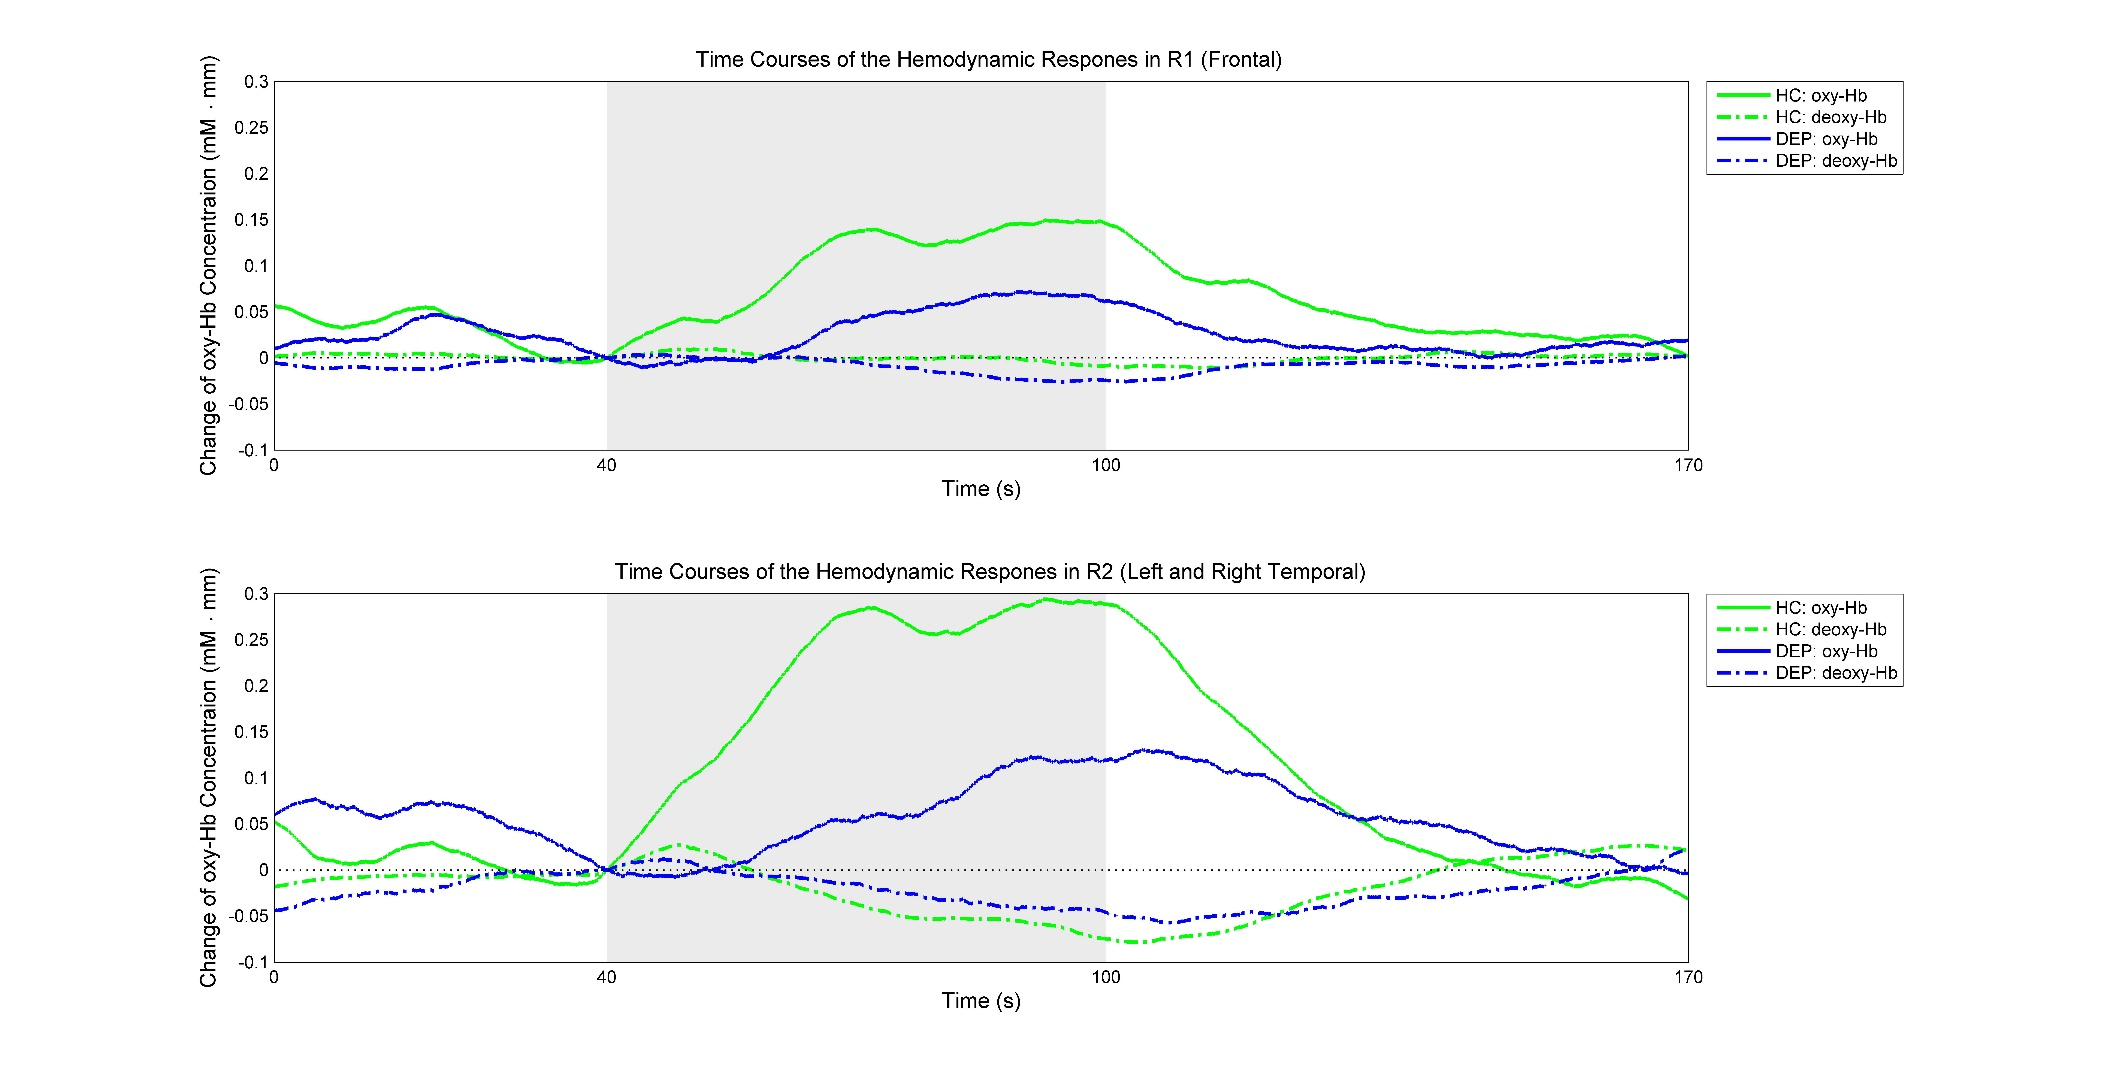 Time Courses of the Hemodynamic Respones in R1 (Frontal)
Change of oxy-Hb Concentraion (mM · mm)
0.3
0.25
0.2
0.15
0.1
0.05
0
-0.05
-0.1
0
40
100
170
Time (s)
HC: oxy-Hb
HC: deoxy-Hb
DEP: oxy-Hb
DEP: deoxy-Hb
Time Courses of the Hemodynamic Respones in R2 (Left and Right Temporal)
Change of oxy-Hb Concentraion (mM · mm)
0.3
0.25
0.2
0.15
0.1
0.05
0
-0.05
-0.1
0
40
100
170
Time (s)
HC: oxy-Hb
HC: deoxy-Hb
DEP: oxy-Hb
DEP: deoxy-Hb